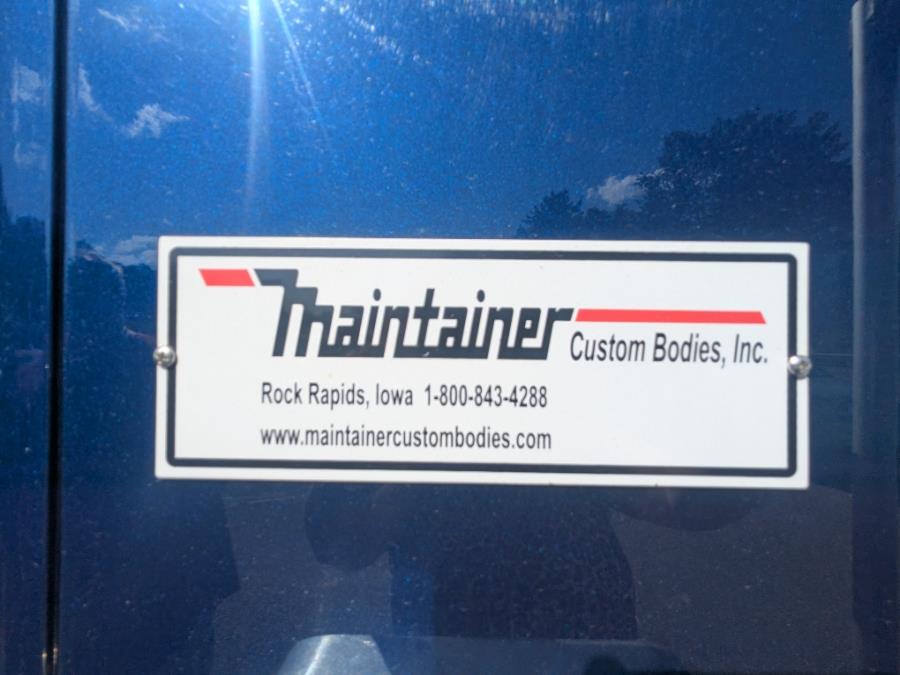 Maintainer
Custom Bodies, Inc.
Rock Rapids, Iowa 1-800-843-4288
www.maintainercustombodies.com